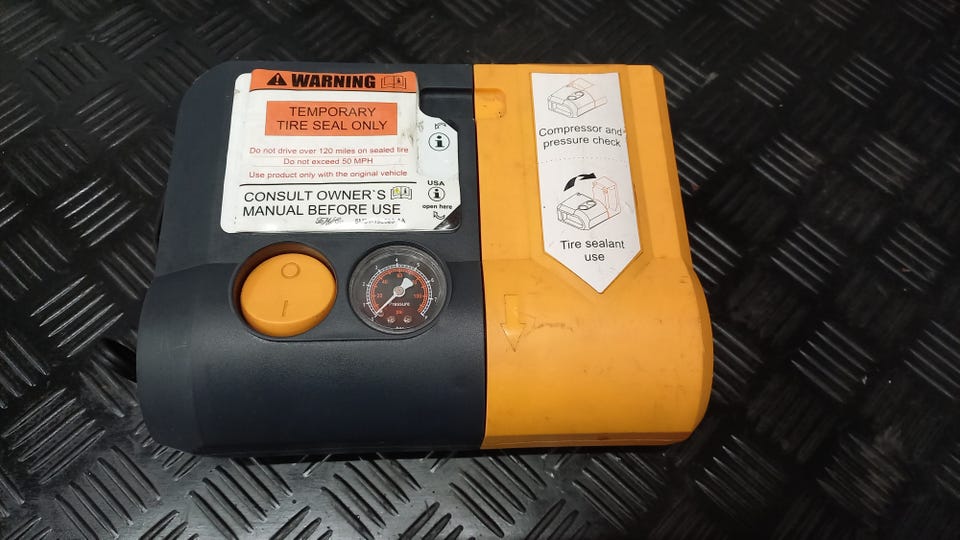 WARNING
TEMPORARY
TIRE SEAL ONLY
Do not drive over 120 miles on sealed tire
Do not exceed 50 MPH
Use product only with the original vehicle
CONSULT OWNER`S
MANUAL BEFORE USE
USA
open here
Compressor and
pressure check
Tire sealant
use
Pressure
psi